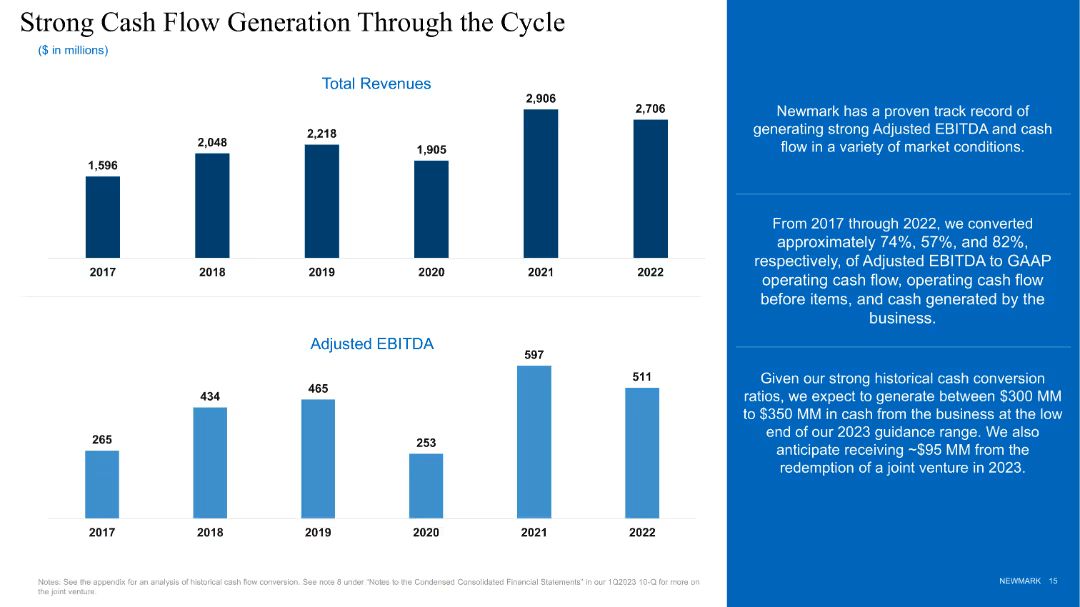 Strong Cash Flow Generation Through the Cycle
($ in millions)
Total Revenues
1,596
2,048
2,218
1,905
2,906
2,706
2017
2018
2019
2020
2021
2022
Adjusted EBITDA
265
434
465
253
597
511
2017
2018
2019
2020
2021
2022
Notes: See the appendix for an analysis of historical cash flow conversion. See note 8 under “Notes to the Condensed Consolidated Financial Statements” in our 1Q2023 10-Q for more on
the joint venture.
Newmark has a proven track record of
generating strong Adjusted EBITDA and cash
flow in a variety of market conditions.
From 2017 through 2022, we converted
approximately 74%, 57%, and 82%,
respectively, of Adjusted EBITDA to GAAP
operating cash flow, operating cash flow
before items, and cash generated by the
business.
Given our strong historical cash conversion
ratios, we expect to generate between $300 MM
to $350 MM in cash from the business at the low
end of our 2023 guidance range. We also
anticipate receiving ~$95 MM from the
redemption of a joint venture in 2023.
NEWMARK 15